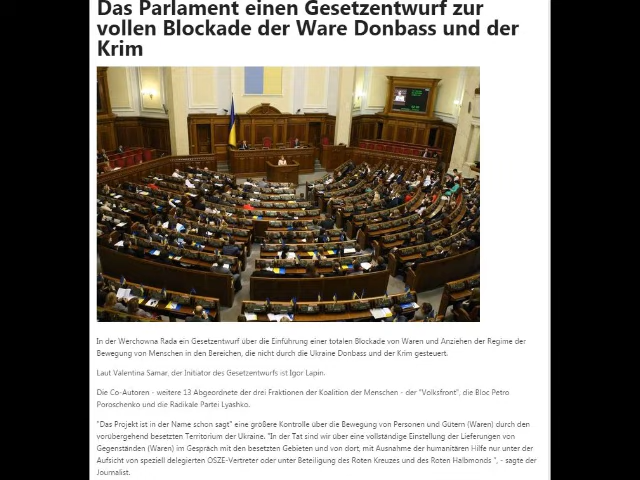 Das Parlament einen Gesetzentwurf zur
vollen Blockade der Ware Donbass und der
Krim
In der Werchowna Rada ein Gesetzentwurf über die Einführung einer totalen Blockade von Waren und Anziehen der Regime der
Bewegung von Menschen in den Bereichen, die nicht durch die Ukraine Donbass und der Krim gesteuert.
Laut Valentina Samar, der Initiator des Gesetzentwurfs ist Igor Lapin.
Die Co-Autoren - weitere 13 Abgeordnete der drei Fraktionen der Koalition der Menschen - der "Volksfront", die Bloc Petro
Poroschenko und die Radikale Partei Lyashko.
"Das Projekt ist in der Name schon sagt" eine größere Kontrolle über die Bewegung von Personen und Gütern (Waren) durch den
vorübergehend besetzten Territorium der Ukraine. "In der Tat sind wir über eine vollständige Einstellung der Lieferungen von
Gegenständen (Waren) im Gespräch mit den besetzten Gebieten und von dort, mit Ausnahme der humanitären Hilfe nur unter der
Aufsicht von speziell delegierten OSZE-Vertreter oder unter Beteiligung des Roten Kreuzes und des Roten Halbmonds ", - sagte der
Journalist.